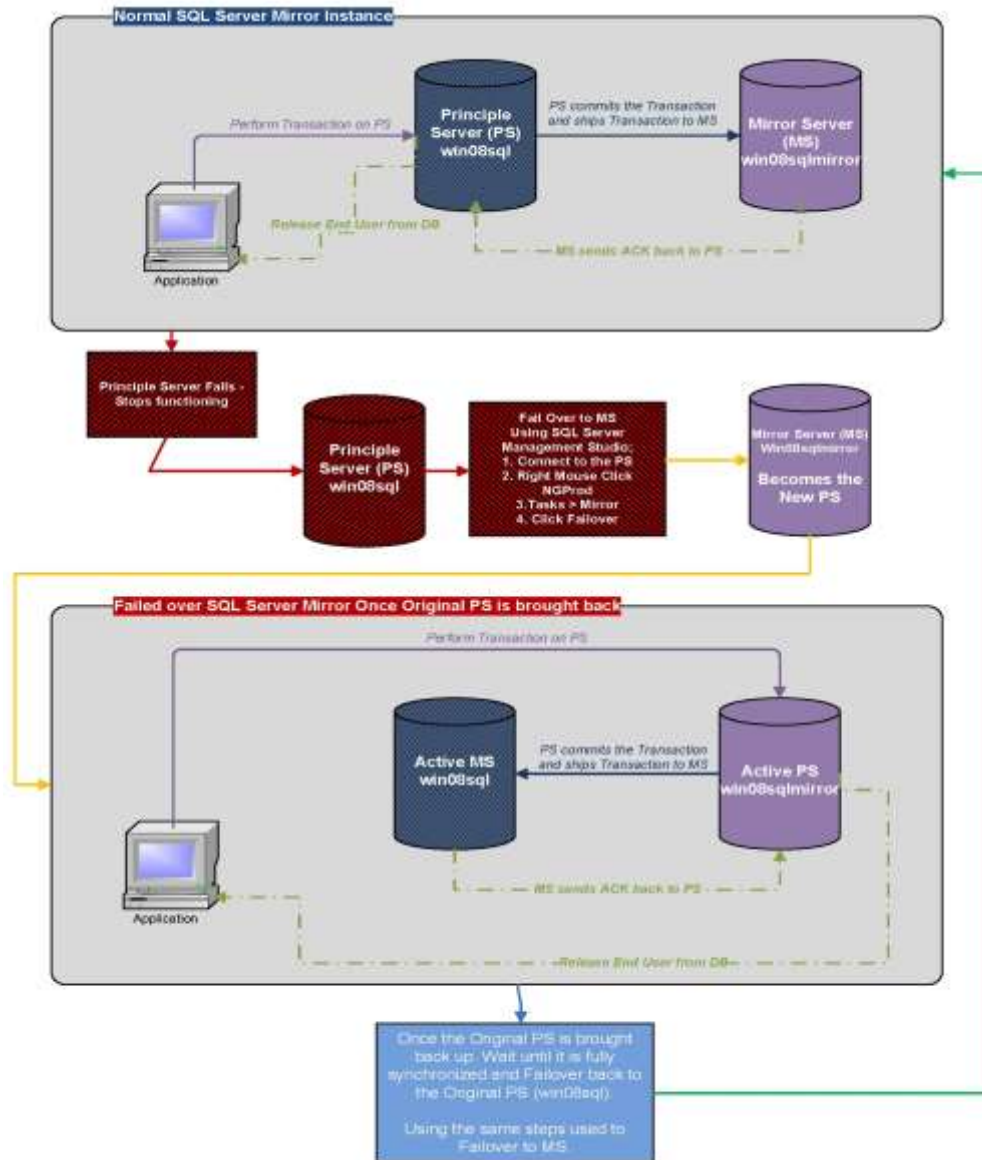 Normal SQL Server Mirror Instance
Perform Transaction on PS
Principle
Server (PS)
win08sql
PS commits the Transaction
and ships Transaction to MS
Mirror Server
(MS)
win08sqlmirror
Release End User from DB
MS sends ACK back to PS
Application
Principle Server Fails -
Stops functioning
Principle
Server (PS)
win08sql
Fail Over to MS
Using SQL Server
Management Studio;
1. Connect to the PS
2. Right Mouse Click
NGProd
3.Tasks > Mirror
4. Click Failover
Mirror Server (MS)
Win08sqlmirror
Becomes the
New PS
Failed over SQL Server Mirror Once Original PS is brought back
Perform Transaction on PS
Active MS
win08sql
PS commits the Transaction
and ships Transaction to MS
Active PS
win08sqlmirror
MS sends ACK back to PS
Application
Release End User from DB
Once the Original PS is brought
back up. Wait until it is fully
synchronized and Failover back to
the Original PS (win08sql).
Using the same steps used to
Failover to MS.